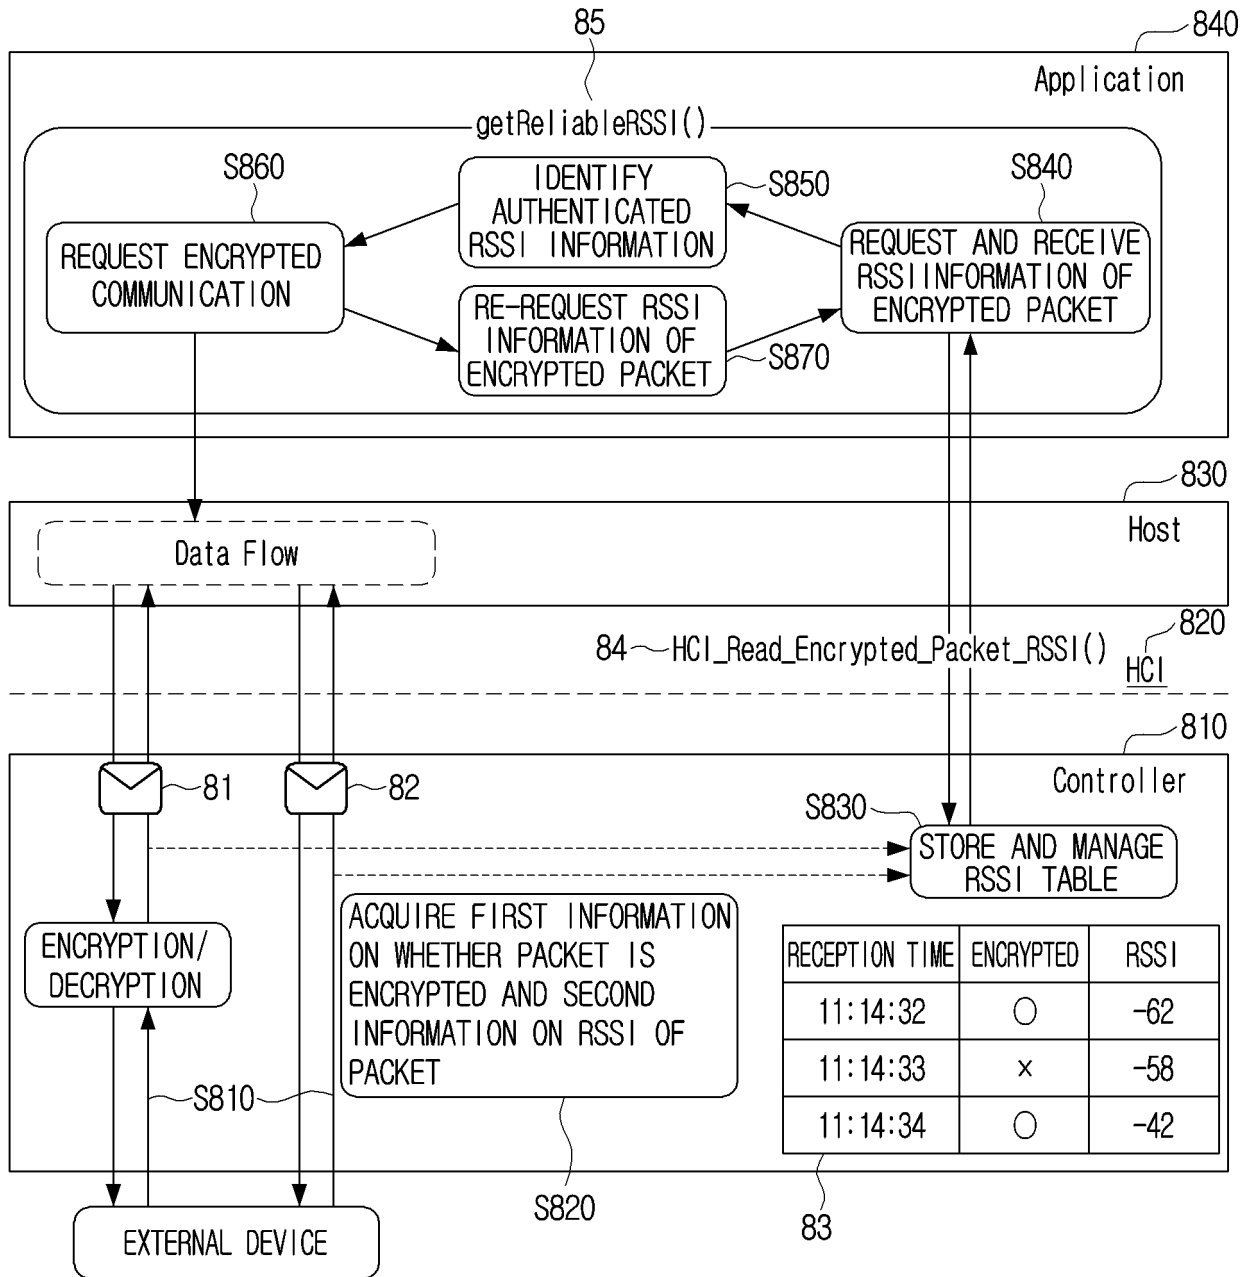 85
840
Application
getReliableRSSI()
S860
IDENTIFY
AUTHENTICATED
RSSI INFORMATION
S850
S840
REQUEST ENCRYPTED
COMMUNICATION
REQUEST AND RECEIVE
RSSIINFORMATION OF
ENCRYPTED PACKET
RE-REQUEST RSSI
INFORMATION OF
ENCRYPTED PACKET
S870
830
Host
Data Flow
820
84
HCI_Read_Encrypted_Packet_RSSI()
HCI
810
Controller
81
82
S830
STORE AND MANAGE
RSSI TABLE
ACQUIRE FIRST INFORMATION
ON WHETHER PACKET IS
ENCRYPTED AND SECOND
INFORMATION ON RSSI OF
PACKET
ENCRYPTION/
DECRYPTION
RECEPTION TIME ENCRYPTED RSSI
11:14:32 ○ -62
11:14:33 × -58
11:14:34 ○ -42
S810
S820
83
EXTERNAL DEVICE